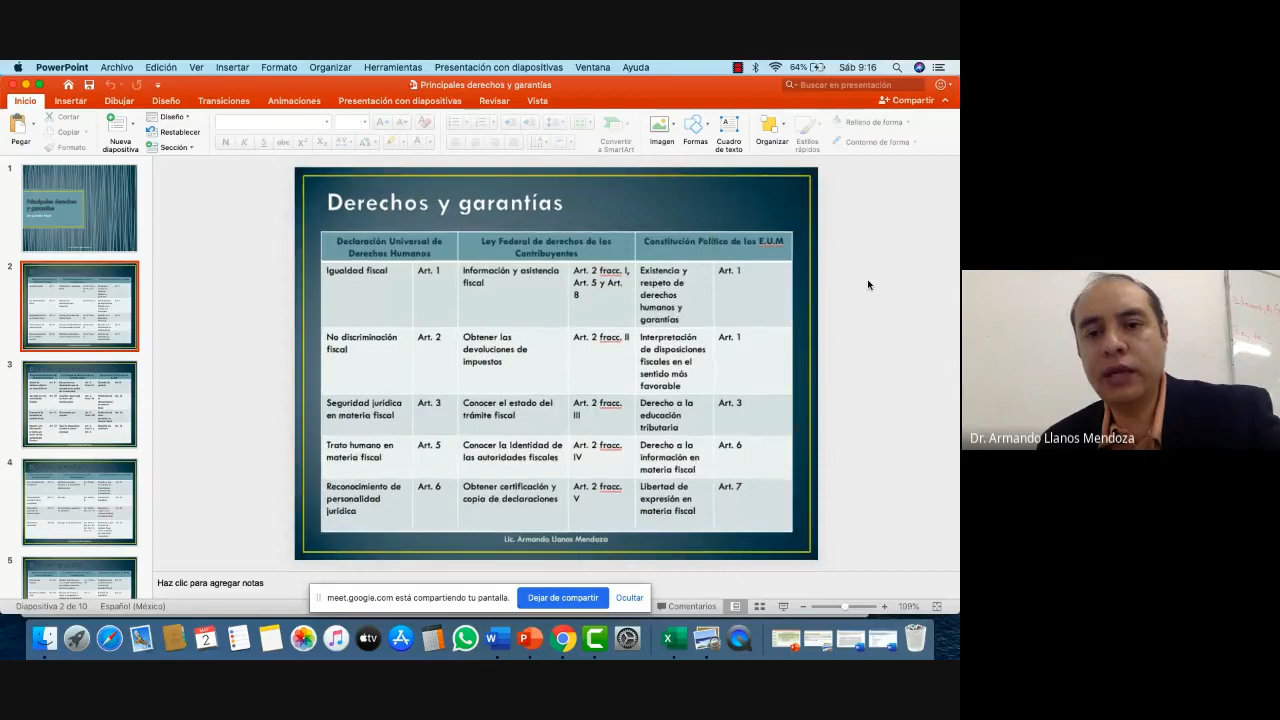 PowerPoint Archivo Edición Ver Insertar Formato Organizar Herramientas Presentación con diapositivas Ventana Ayuda 64% Sáb 9:16
Principales derechos y garantías
Buscar en presentación
Inicio Insertar Dibujar Diseño Transiciones Animaciones Presentación con diapositivas Revisar Vista Compartir
Pegar
Cortar
Copiar
Formato
Nueva
diapositiva
Diseño
Restablecer
Sección
Convertir
a SmartArt
Imagen
Formas
Cuadro
de texto
Organizar
Estilos
rápidos
Relleno de forma
Contorno de forma
1
Principales derechos
y garantías
2
3
4
5
Derechos y garantías
Declaración Universal de
Derechos Humanos
Ley Federal de derechos de los
Contribuyentes
Constitución Política de los E.U.M
Igualdad fiscal
Art. 1
Información y asistencia
fiscal
Art. 2 fracc. I,
Art. 5 y Art.
8
Existencia y
respeto de
derechos
humanos y
garantías
Art. 1
No discriminación
fiscal
Art. 2
Obtener las
devoluciones de
impuestos
Art. 2 fracc. II
Interpretación
de disposiciones
fiscales en el
sentido más
favorable
Art. 1
Seguridad jurídica
en materia fiscal
Art. 3
Conocer el estado del
trámite fiscal
Art. 2 fracc.
III
Derecho a la
educación
tributaria
Art. 3
Trato humano en
materia fiscal
Art. 5
Conocer la Identidad de
las autoridades fiscales
Art. 2 fracc.
IV
Derecho a la
información en
materia fiscal
Art. 6
Reconocimiento de
personalidad
jurídica
Art. 6
Obtener certificación y
copia de declaraciones
Art. 2 fracc.
V
Libertad de
expresión en
materia fiscal
Art. 7
Lic. Armando Llanos Mendoza
Haz clic para agregar notas
meet.google.com está compartiendo tu pantalla. Dejar de compartir Ocultar
Diapositiva 2 de 10 Español (México) Comentarios 109%
Dr. Armando Llanos Mendoza